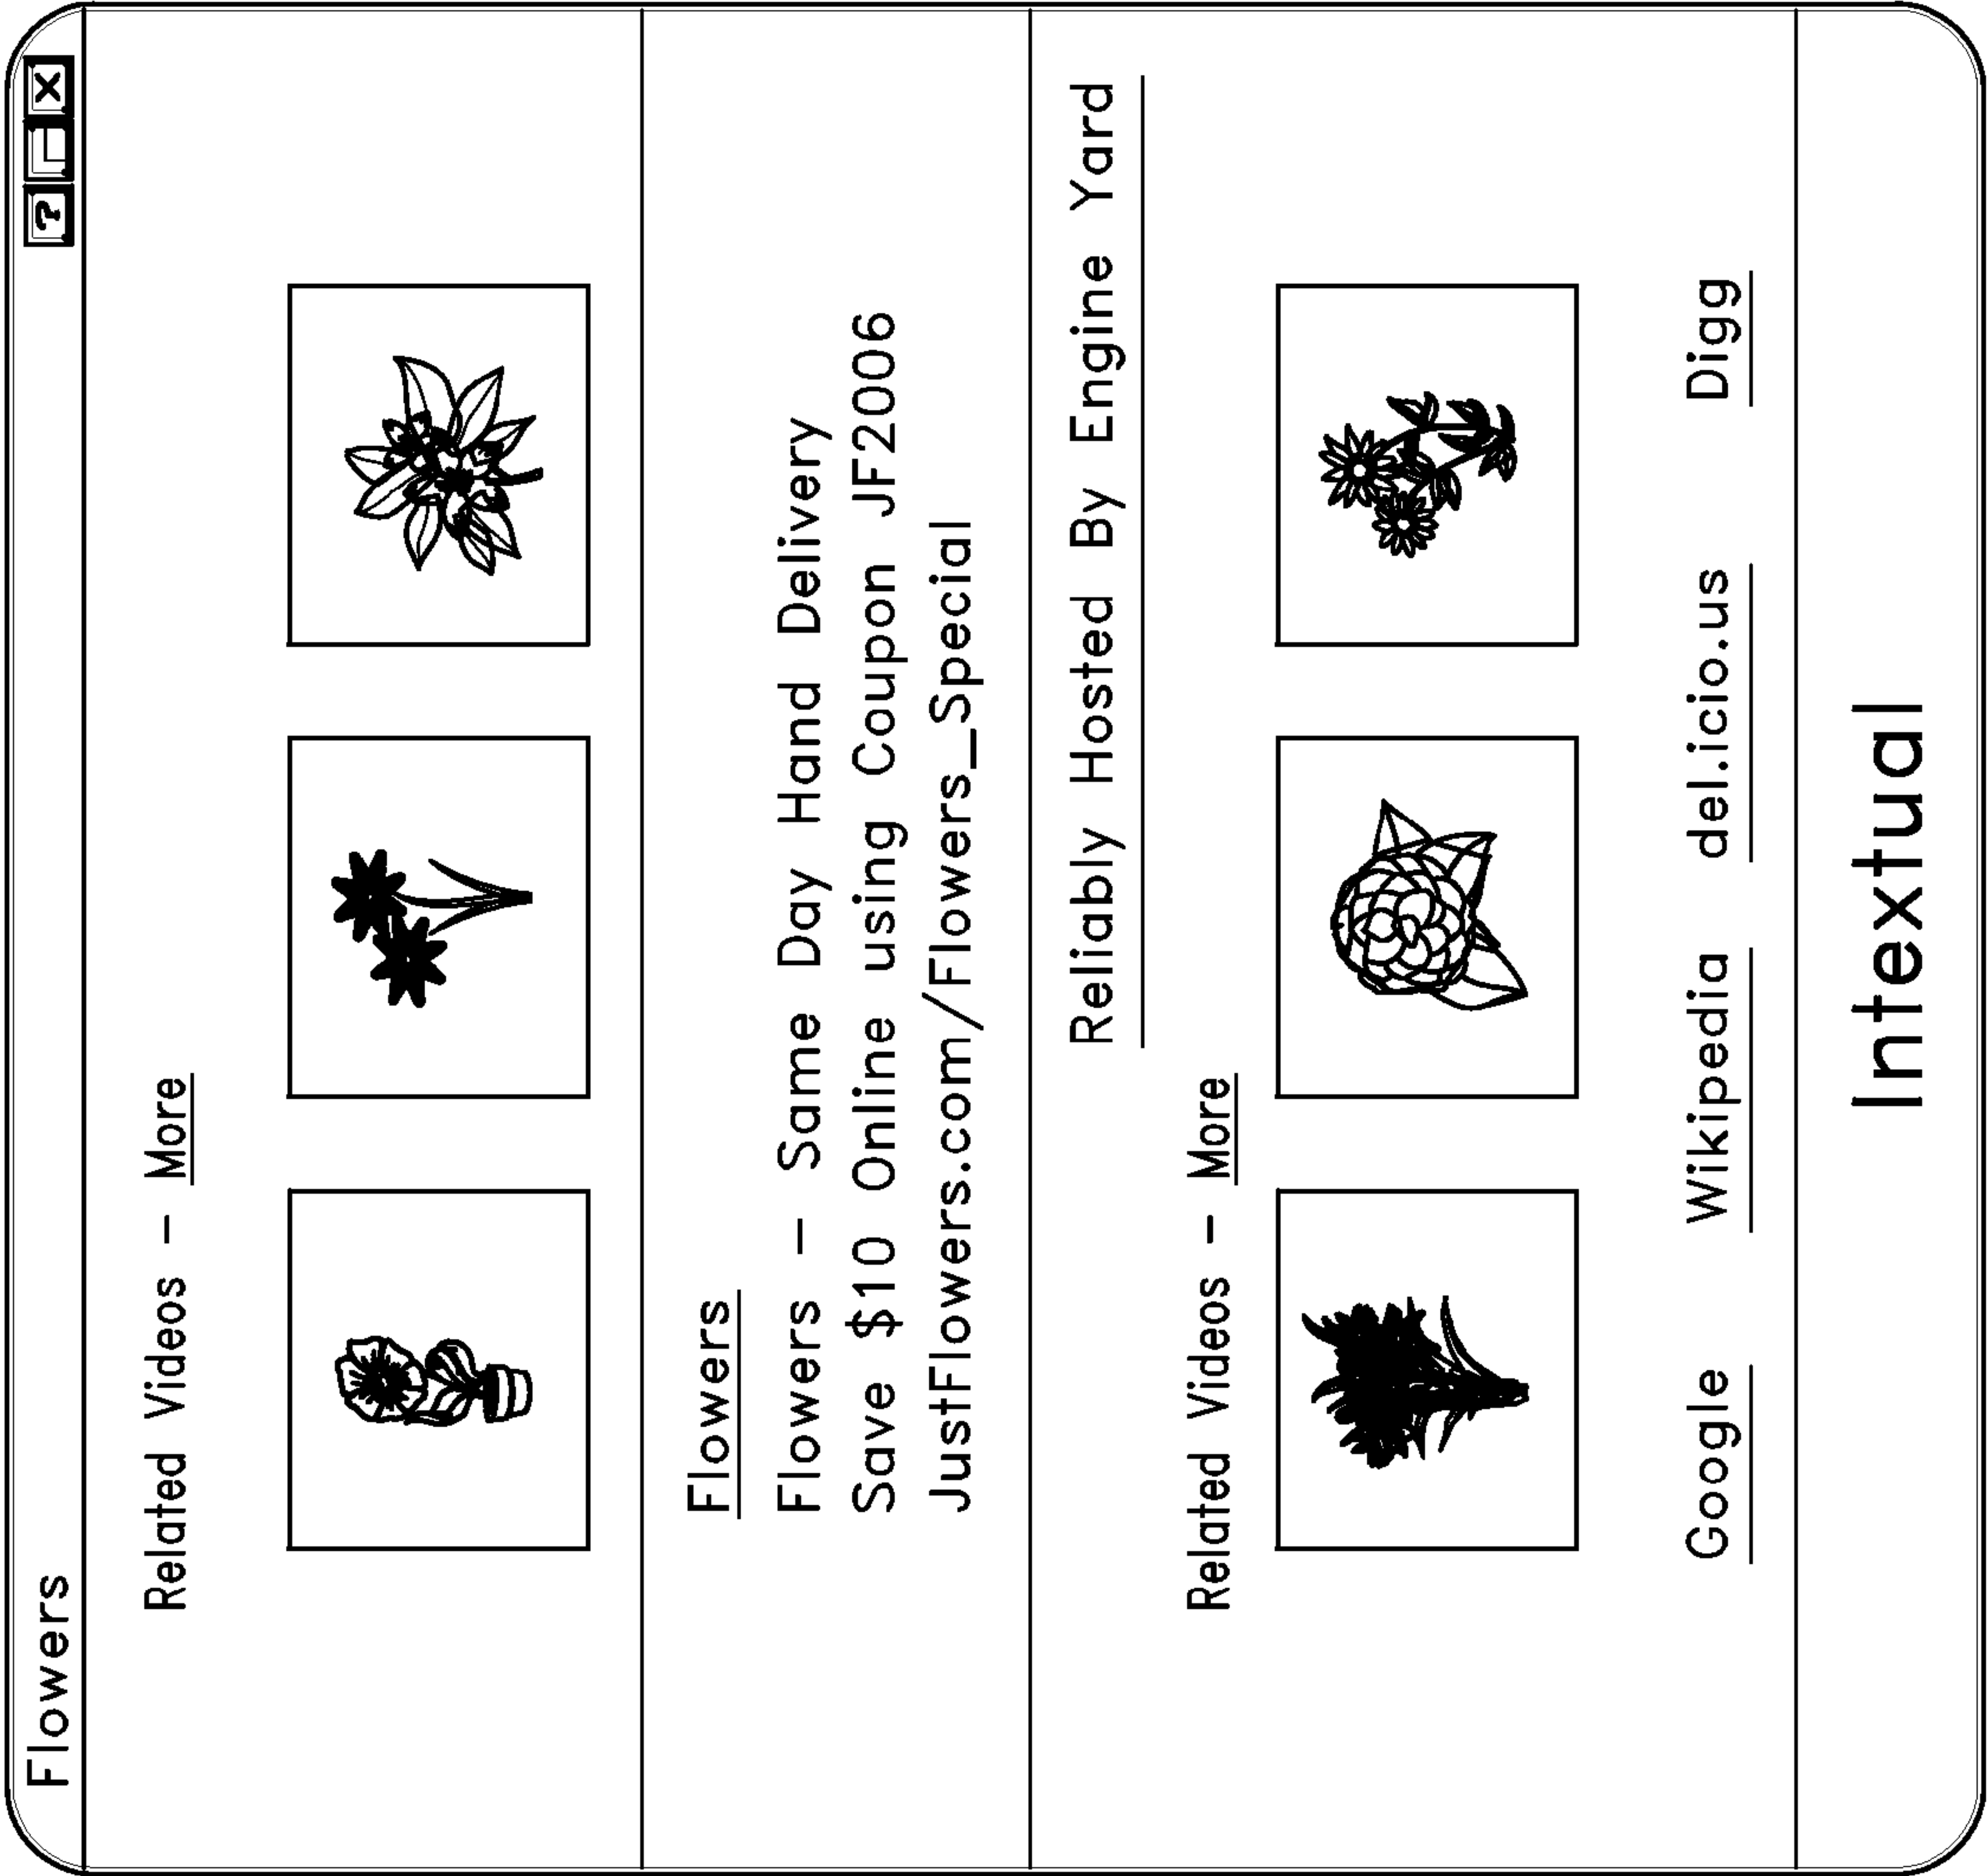 Flowers ? X
Related Videos - More
Flowers
Flowers - Same Day Hand Delivery
Save $10 Online using Coupon JF2006
JustFlowers.com/Flowers_Special
Reliably Hosted By Engine Yard
Related Videos - More
Google Wikipedia del.icio.us Digg
Intextual